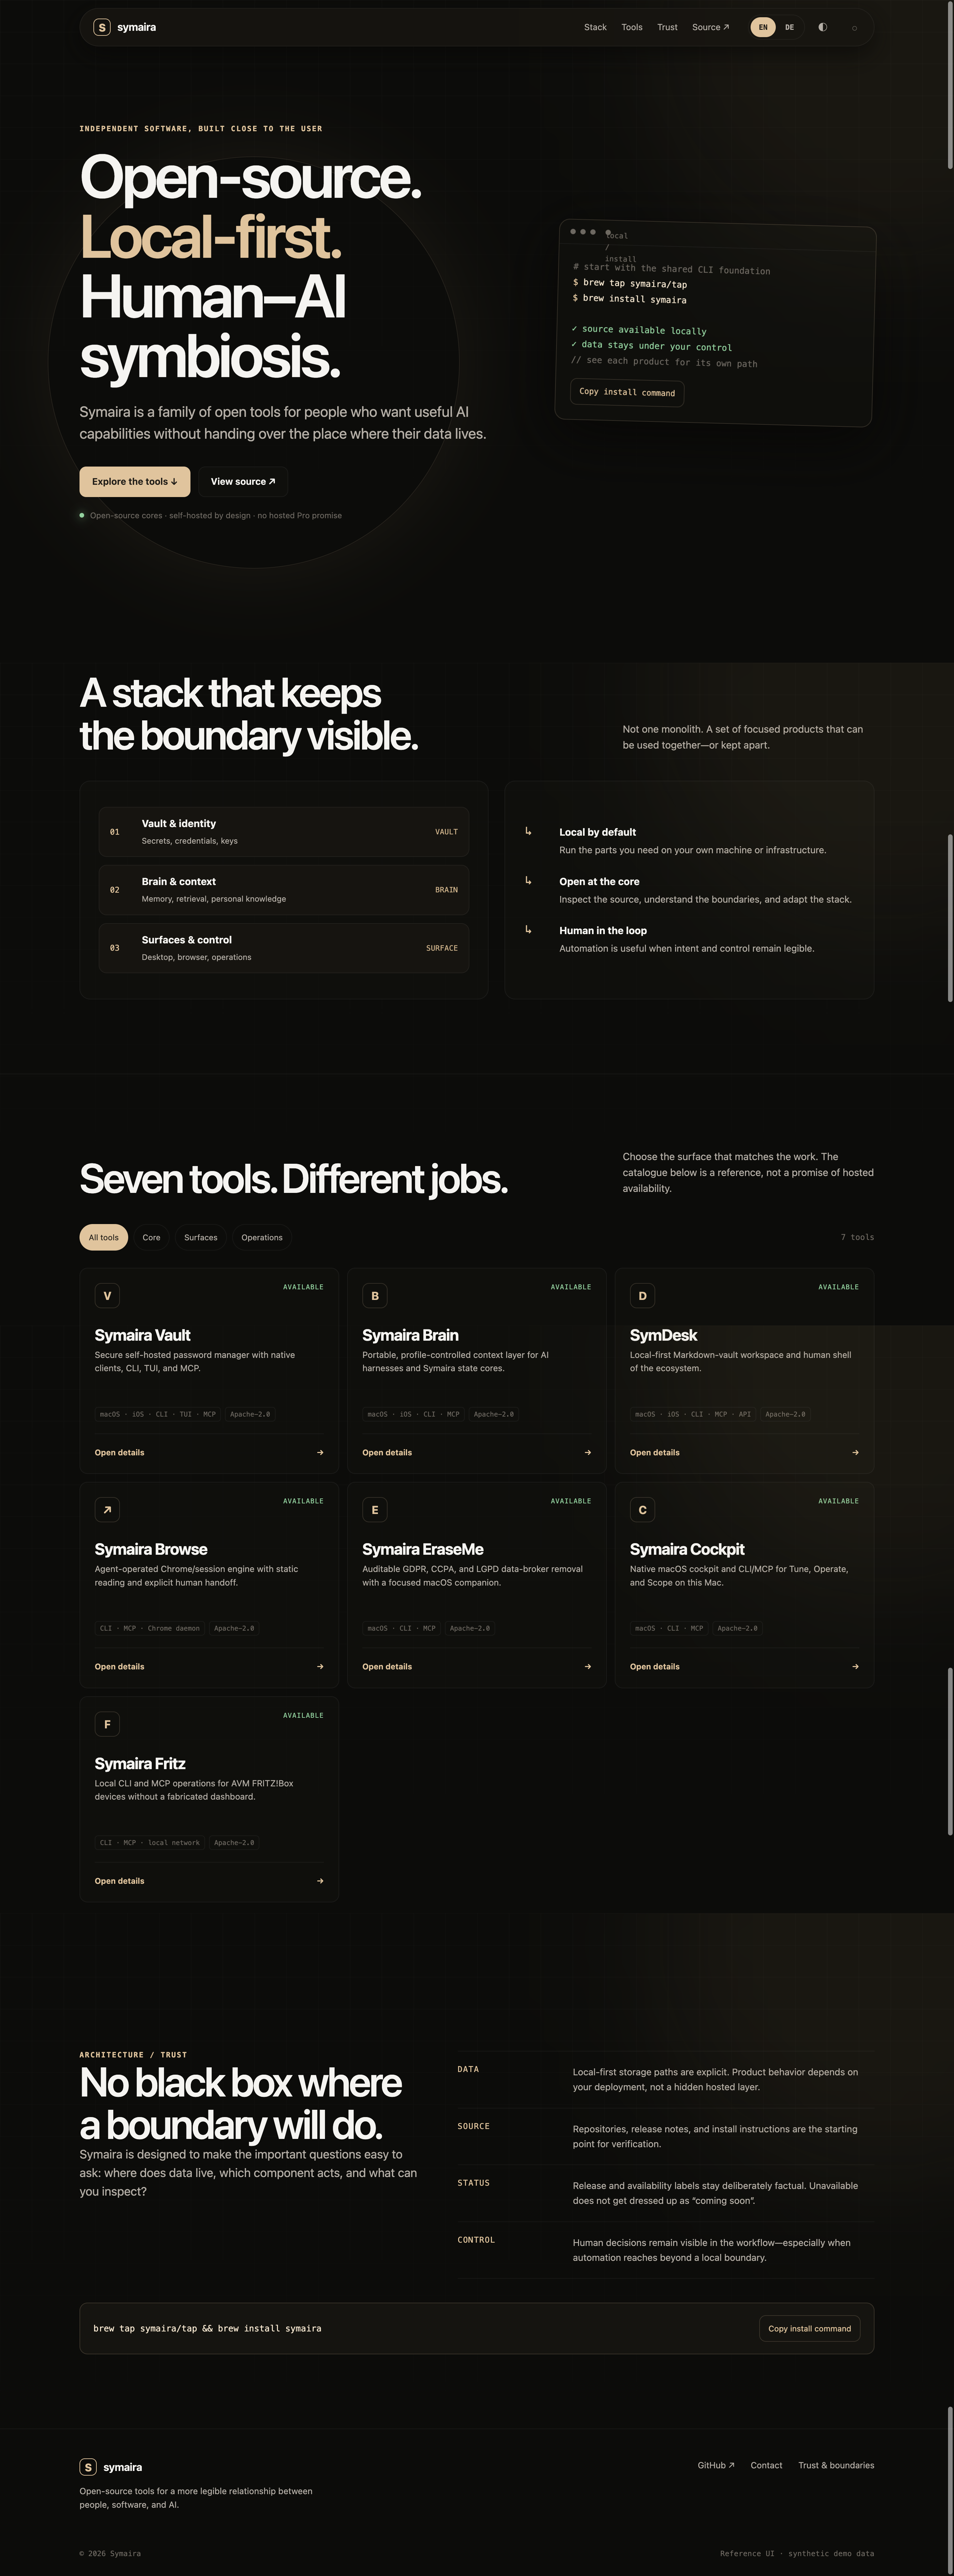 S symaira
Stack Tools Trust Source ↗ EN DE
INDEPENDENT SOFTWARE, BUILT CLOSE TO THE USER
Open-source.
Local-first.
Human–AI
symbiosis.
Symaira is a family of open tools for people who want useful AI
capabilities without handing over the place where their data lives.
Explore the tools ↓ View source ↗
Open-source cores · self-hosted by design · no hosted Pro promise
local
/
install
# start with the shared CLI foundation
$ brew tap symaira/tap
$ brew install symaira
✓ source available locally
✓ data stays under your control
// see each product for its own path
Copy install command
A stack that keeps
the boundary visible.
Not one monolith. A set of focused products that can
be used together—or kept apart.
01 Vault & identity VAULT
Secrets, credentials, keys
02 Brain & context BRAIN
Memory, retrieval, personal knowledge
03 Surfaces & control SURFACE
Desktop, browser, operations
↳ Local by default
Run the parts you need on your own machine or infrastructure.
↳ Open at the core
Inspect the source, understand the boundaries, and adapt the stack.
↳ Human in the loop
Automation is useful when intent and control remain legible.
Seven tools. Different jobs.
Choose the surface that matches the work. The
catalogue below is a reference, not a promise of hosted
availability.
All tools Core Surfaces Operations 7 tools
V AVAILABLE
Symaira Vault
Secure self-hosted password manager with native
clients, CLI, TUI, and MCP.
macOS · iOS · CLI · TUI · MCP Apache-2.0
Open details →
B AVAILABLE
Symaira Brain
Portable, profile-controlled context layer for AI
harnesses and Symaira state cores.
macOS · iOS · CLI · MCP Apache-2.0
Open details →
D AVAILABLE
SymDesk
Local-first Markdown-vault workspace and human shell
of the ecosystem.
macOS · iOS · CLI · MCP · API Apache-2.0
Open details →
↗ AVAILABLE
Symaira Browse
Agent-operated Chrome/session engine with static
reading and explicit human handoff.
CLI · MCP · Chrome daemon Apache-2.0
Open details →
E AVAILABLE
Symaira EraseMe
Auditable GDPR, CCPA, and LGPD data-broker removal
with a focused macOS companion.
macOS · CLI · MCP Apache-2.0
Open details →
C AVAILABLE
Symaira Cockpit
Native macOS cockpit and CLI/MCP for Tune, Operate,
and Scope on this Mac.
macOS · CLI · MCP Apache-2.0
Open details →
F AVAILABLE
Symaira Fritz
Local CLI and MCP operations for AVM FRITZ!Box
devices without a fabricated dashboard.
CLI · MCP · local network Apache-2.0
Open details →
ARCHITECTURE / TRUST
No black box where
a boundary will do.
Symaira is designed to make the important questions easy to
ask: where does data live, which component acts, and what can
you inspect?
DATA
Local-first storage paths are explicit. Product behavior depends on
your deployment, not a hidden hosted layer.
SOURCE
Repositories, release notes, and install instructions are the starting
point for verification.
STATUS
Release and availability labels stay deliberately factual. Unavailable
does not get dressed up as “coming soon”.
CONTROL
Human decisions remain visible in the workflow—especially when
automation reaches beyond a local boundary.
brew tap symaira/tap && brew install symaira Copy install command
S symaira
Open-source tools for a more legible relationship between
people, software, and AI.
GitHub ↗ Contact Trust & boundaries
© 2026 Symaira Reference UI · synthetic demo data